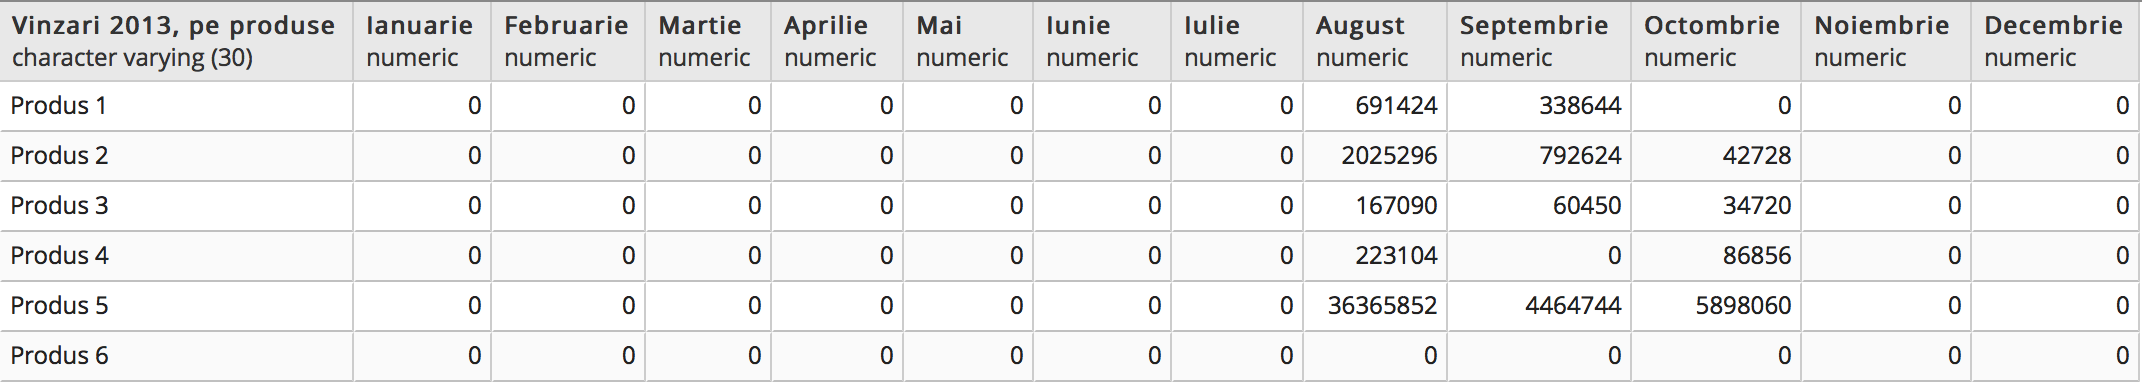 Vinzari 2013, pe produse Ianuarie Februarie Martie Aprilie Mai Iunie Iulie August Septembrie Octombrie Noiembrie Decembrie
character varying (30) numeric numeric numeric numeric numeric numeric numeric numeric numeric numeric numeric numeric
Produs 1 0 0 0 0 0 0 0 691424 338644 0 0 0
Produs 2 0 0 0 0 0 0 0 2025296 792624 42728 0 0
Produs 3 0 0 0 0 0 0 0 167090 60450 34720 0 0
Produs 4 0 0 0 0 0 0 0 223104 0 86856 0 0
Produs 5 0 0 0 0 0 0 0 36365852 4464744 5898060 0 0
Produs 6 0 0 0 0 0 0 0 0 0 0 0 0